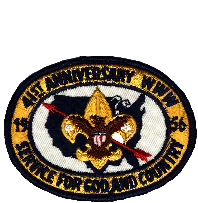 41ST ANNIVERSARY WWW
19 56
SERVICE FOR GOD AND COUNTRY